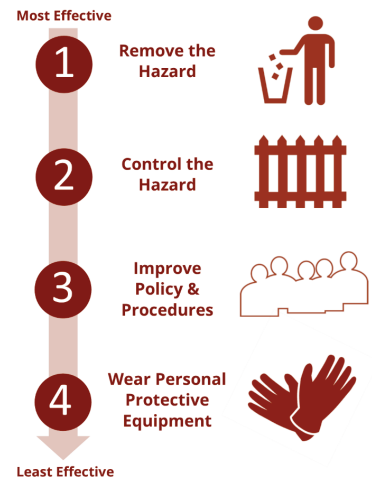 Most Effective
1
Remove the
Hazard
2
Control the
Hazard
3
Improve
Policy &
Procedures
4
Wear Personal
Protective
Equipment
Least Effective